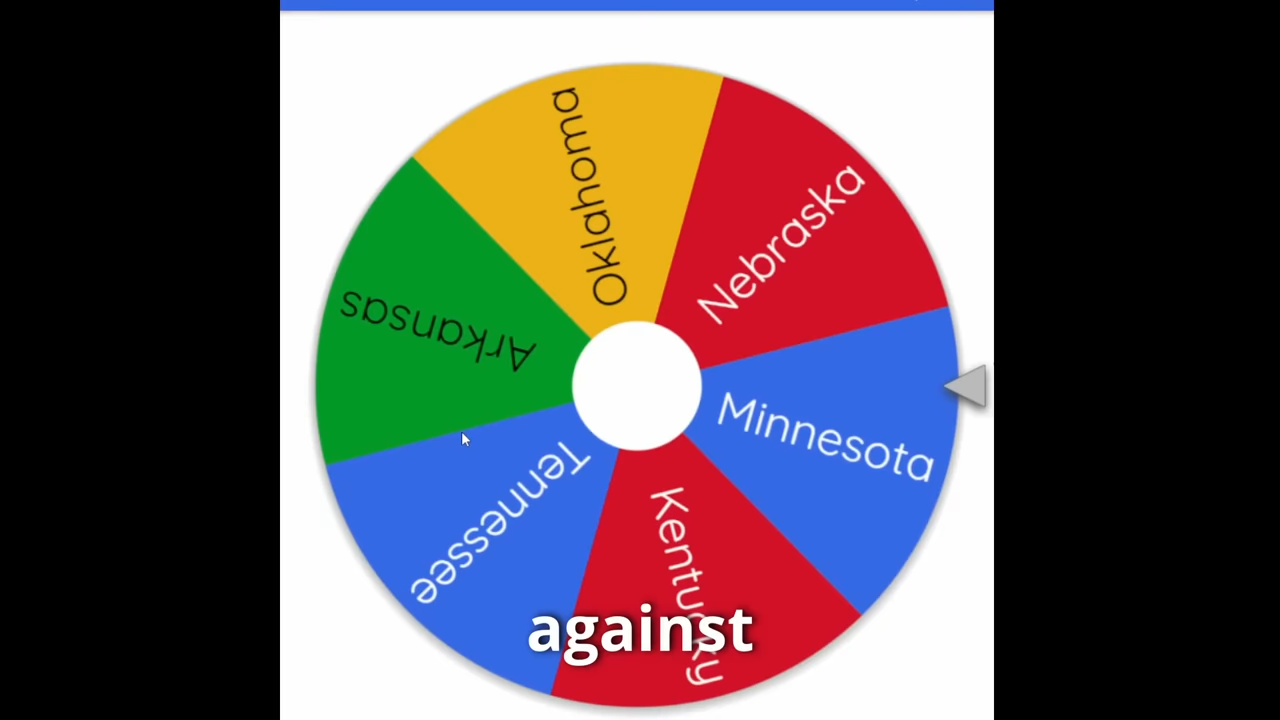 Oklahoma
Nebraska
Arkansas
Minnesota
Tennessee
Kentucky
against